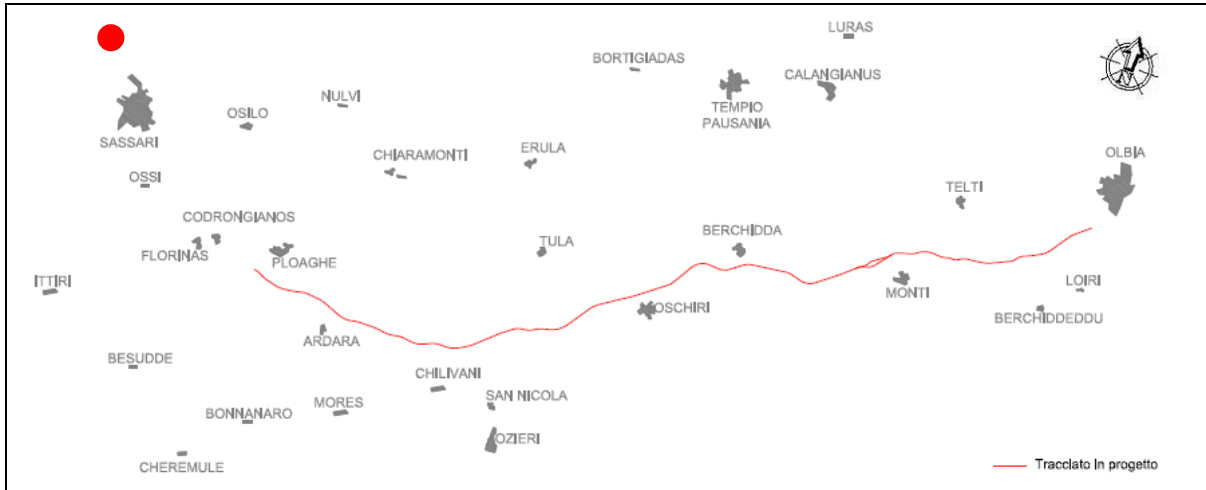 LURAS
BORTIGIADAS
CALANGIANUS
TEMPIO
PAUSANIA
NULVI
OSILO
SASSARI
OLBIA
ERULA
CHIARAMONTI
OSSI
TELTI
CODRONGIANOS
BERCHIDDA
TULA
FLORINAS
PLOAGHE
ITTIRI
LOIRI
MONTI
OSCHIRI
BERCHIDDEDDU
ARDARA
BESUDDE
CHILIVANI
SAN NICOLA
MORES
BONNANARO
OZIERI
CHEREMULE
Tracciato In progetto